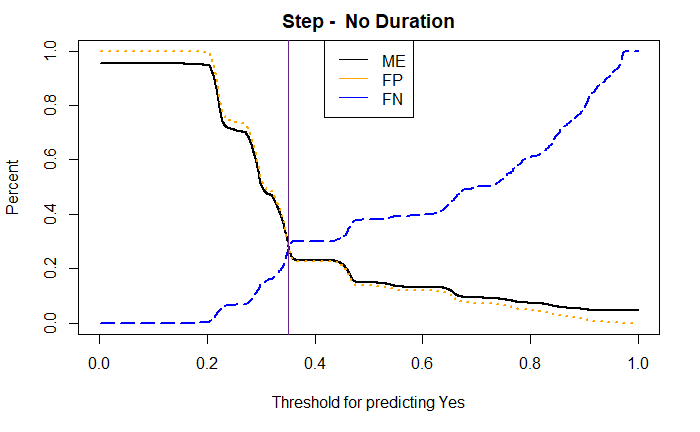 Step -  No Duration
ME
FP
FN
Percent
0.0 0.2 0.4 0.6 0.8 1.0
0.0 0.2 0.4 0.6 0.8 1.0
Threshold for predicting Yes